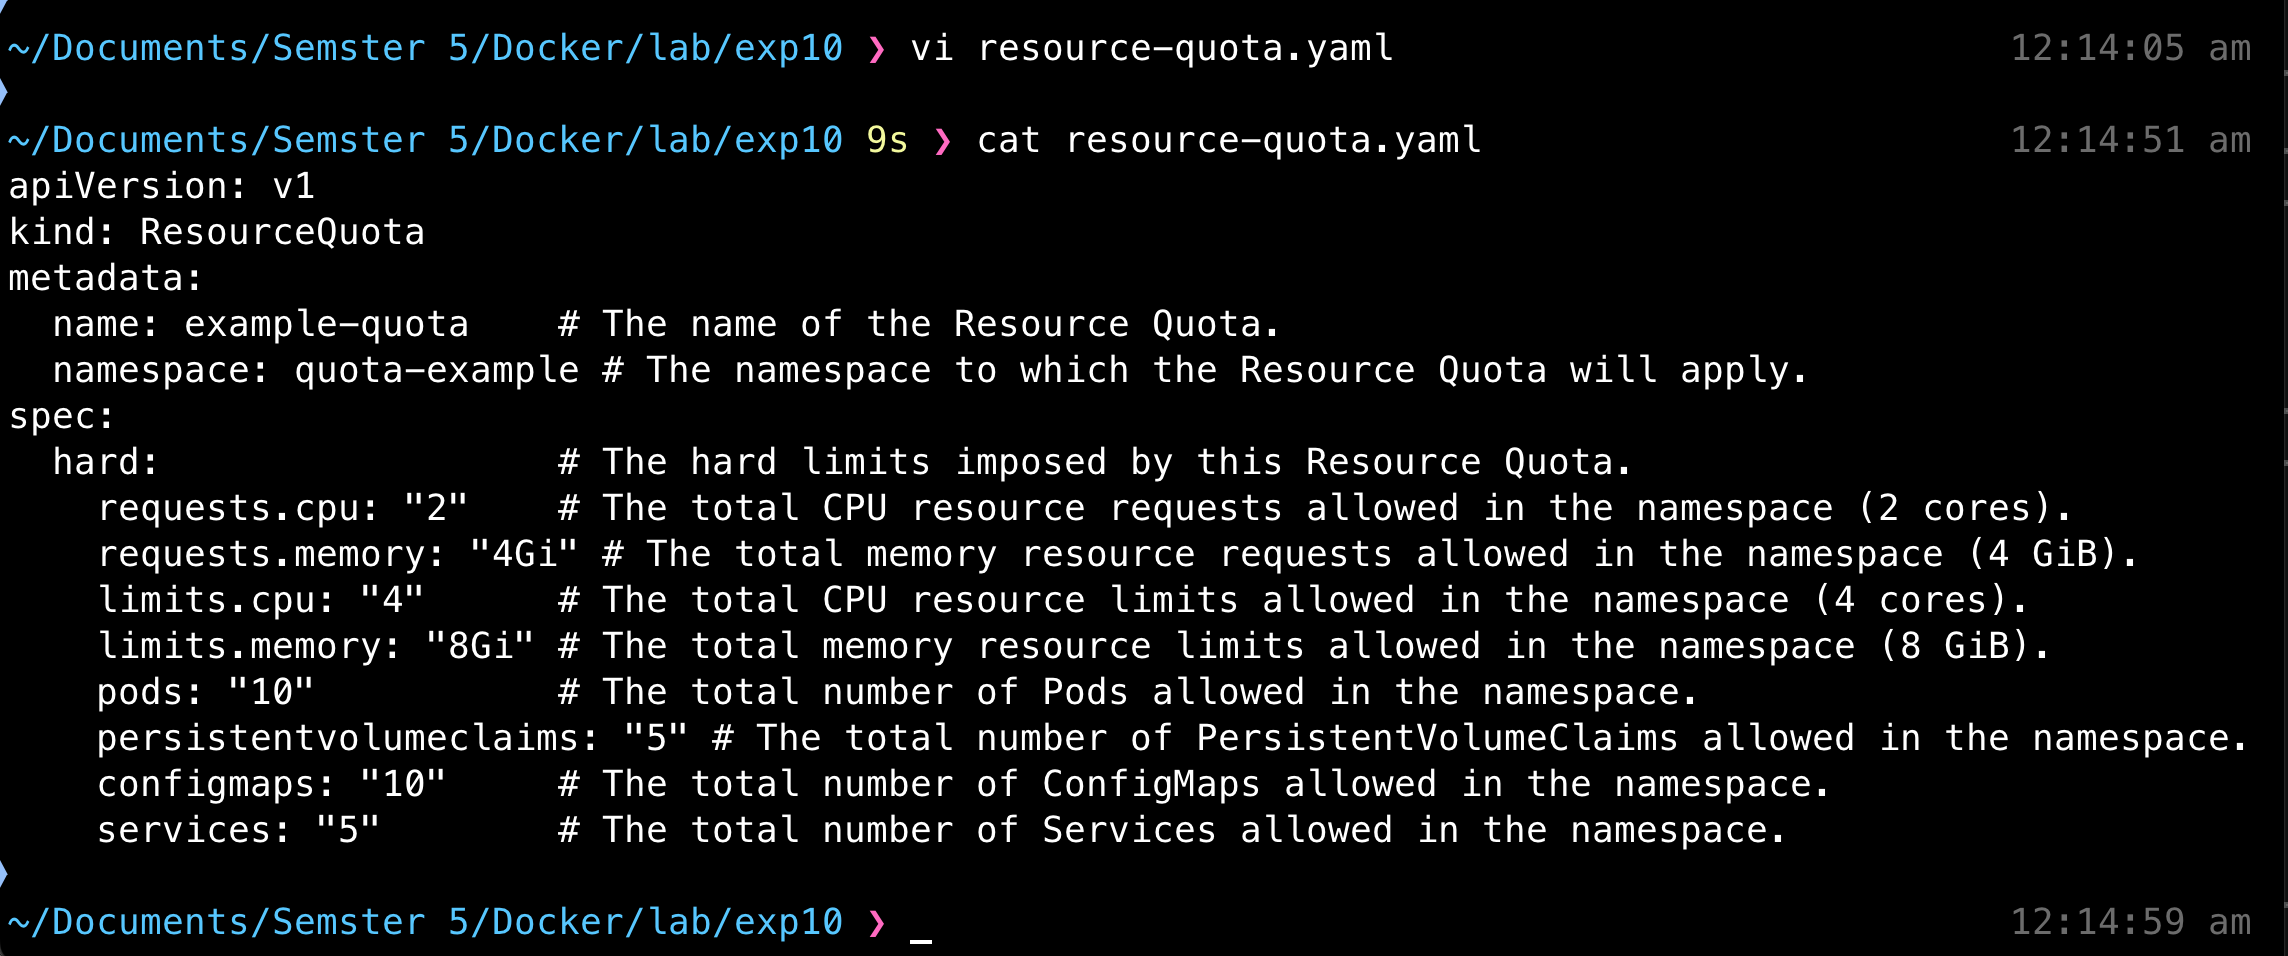 ~/Documents/Semster 5/Docker/lab/exp10 ❯ vi resource-quota.yaml 12:14:05 am
~/Documents/Semster 5/Docker/lab/exp10 9s ❯ cat resource-quota.yaml 12:14:51 am
apiVersion: v1
kind: ResourceQuota
metadata:
  name: example-quota    # The name of the Resource Quota.
  namespace: quota-example # The namespace to which the Resource Quota will apply.
spec:
  hard:                  # The hard limits imposed by this Resource Quota.
    requests.cpu: "2"    # The total CPU resource requests allowed in the namespace (2 cores).
    requests.memory: "4Gi" # The total memory resource requests allowed in the namespace (4 GiB).
    limits.cpu: "4"      # The total CPU resource limits allowed in the namespace (4 cores).
    limits.memory: "8Gi" # The total memory resource limits allowed in the namespace (8 GiB).
    pods: "10"           # The total number of Pods allowed in the namespace.
    persistentvolumeclaims: "5" # The total number of PersistentVolumeClaims allowed in the namespace.
    configmaps: "10"     # The total number of ConfigMaps allowed in the namespace.
    services: "5"        # The total number of Services allowed in the namespace.
~/Documents/Semster 5/Docker/lab/exp10 ❯ _ 12:14:59 am